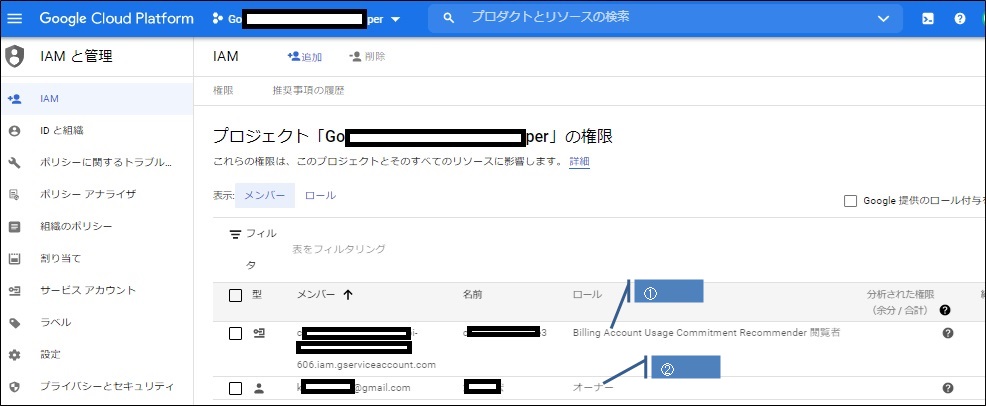 Google Cloud Platform
Go per
プロダクトとリソースの検索
IAM と管理
IAM
追加
削除
IAM
ID と組織
ポリシーに関するトラブル...
ポリシー アナライザ
組織のポリシー
割り当て
サービス アカウント
ラベル
設定
プライバシーとセキュリティ
権限
推奨事項の履歴
プロジェクト「Go per」の権限
これらの権限は、このプロジェクトとそのすべてのリソースに影響します。 詳細
表示: メンバー ロール
Google 提供のロール付与を
フィル
タ
表をフィルタリング
型 メンバー 名前 ロール ① 分析された権限
(余分 / 合計)
Billing Account Usage Commitment Recommender 閲覧者
606.iam.gserviceaccount.com
②
k @gmail.com オーナー